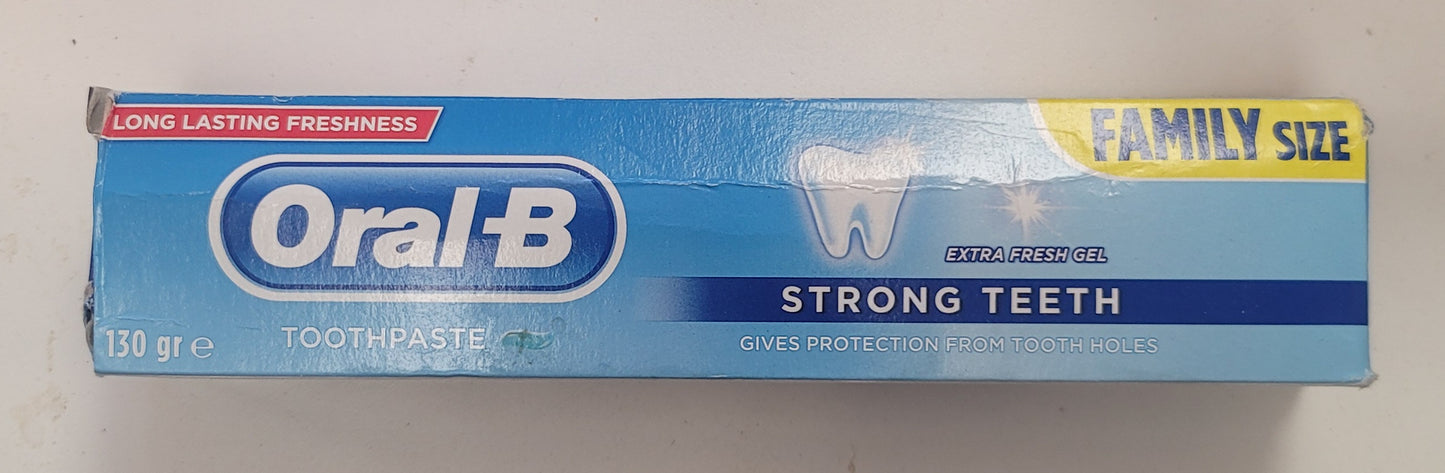 LONG LASTING FRESHNESS
FAMILY SIZE
Oral-B
EXTRA FRESH GEL
STRONG TEETH
130 gr ℮
TOOTHPASTE
GIVES PROTECTION FROM TOOTH HOLES